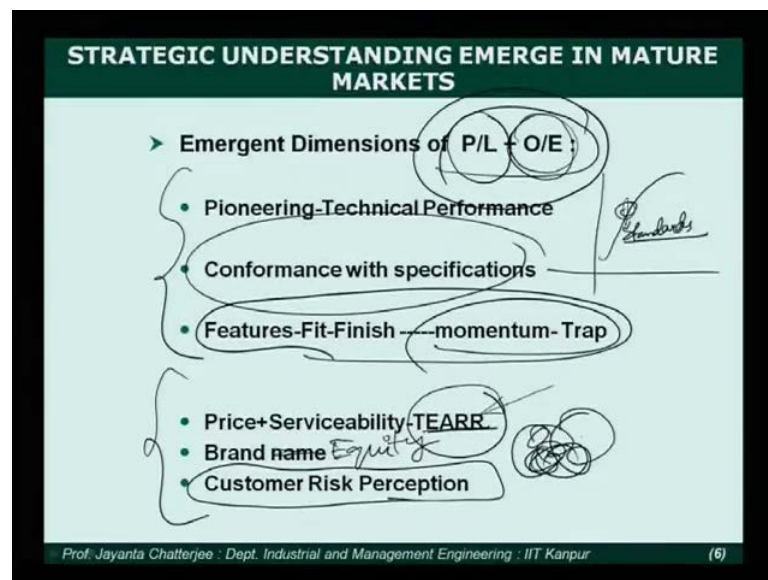 STRATEGIC UNDERSTANDING EMERGE IN MATURE
MARKETS
Emergent Dimensions of P/L + O/E :
Pioneering-Technical Performance
Standards
Conformance with specifications
Features-Fit-Finish -----momentum- Trap
Price+Serviceability-TEARR
Brand name Equity
Customer Risk Perception
Prof. Jayanta Chatterjee : Dept. Industrial and Management Engineering : IIT Kanpur (6)